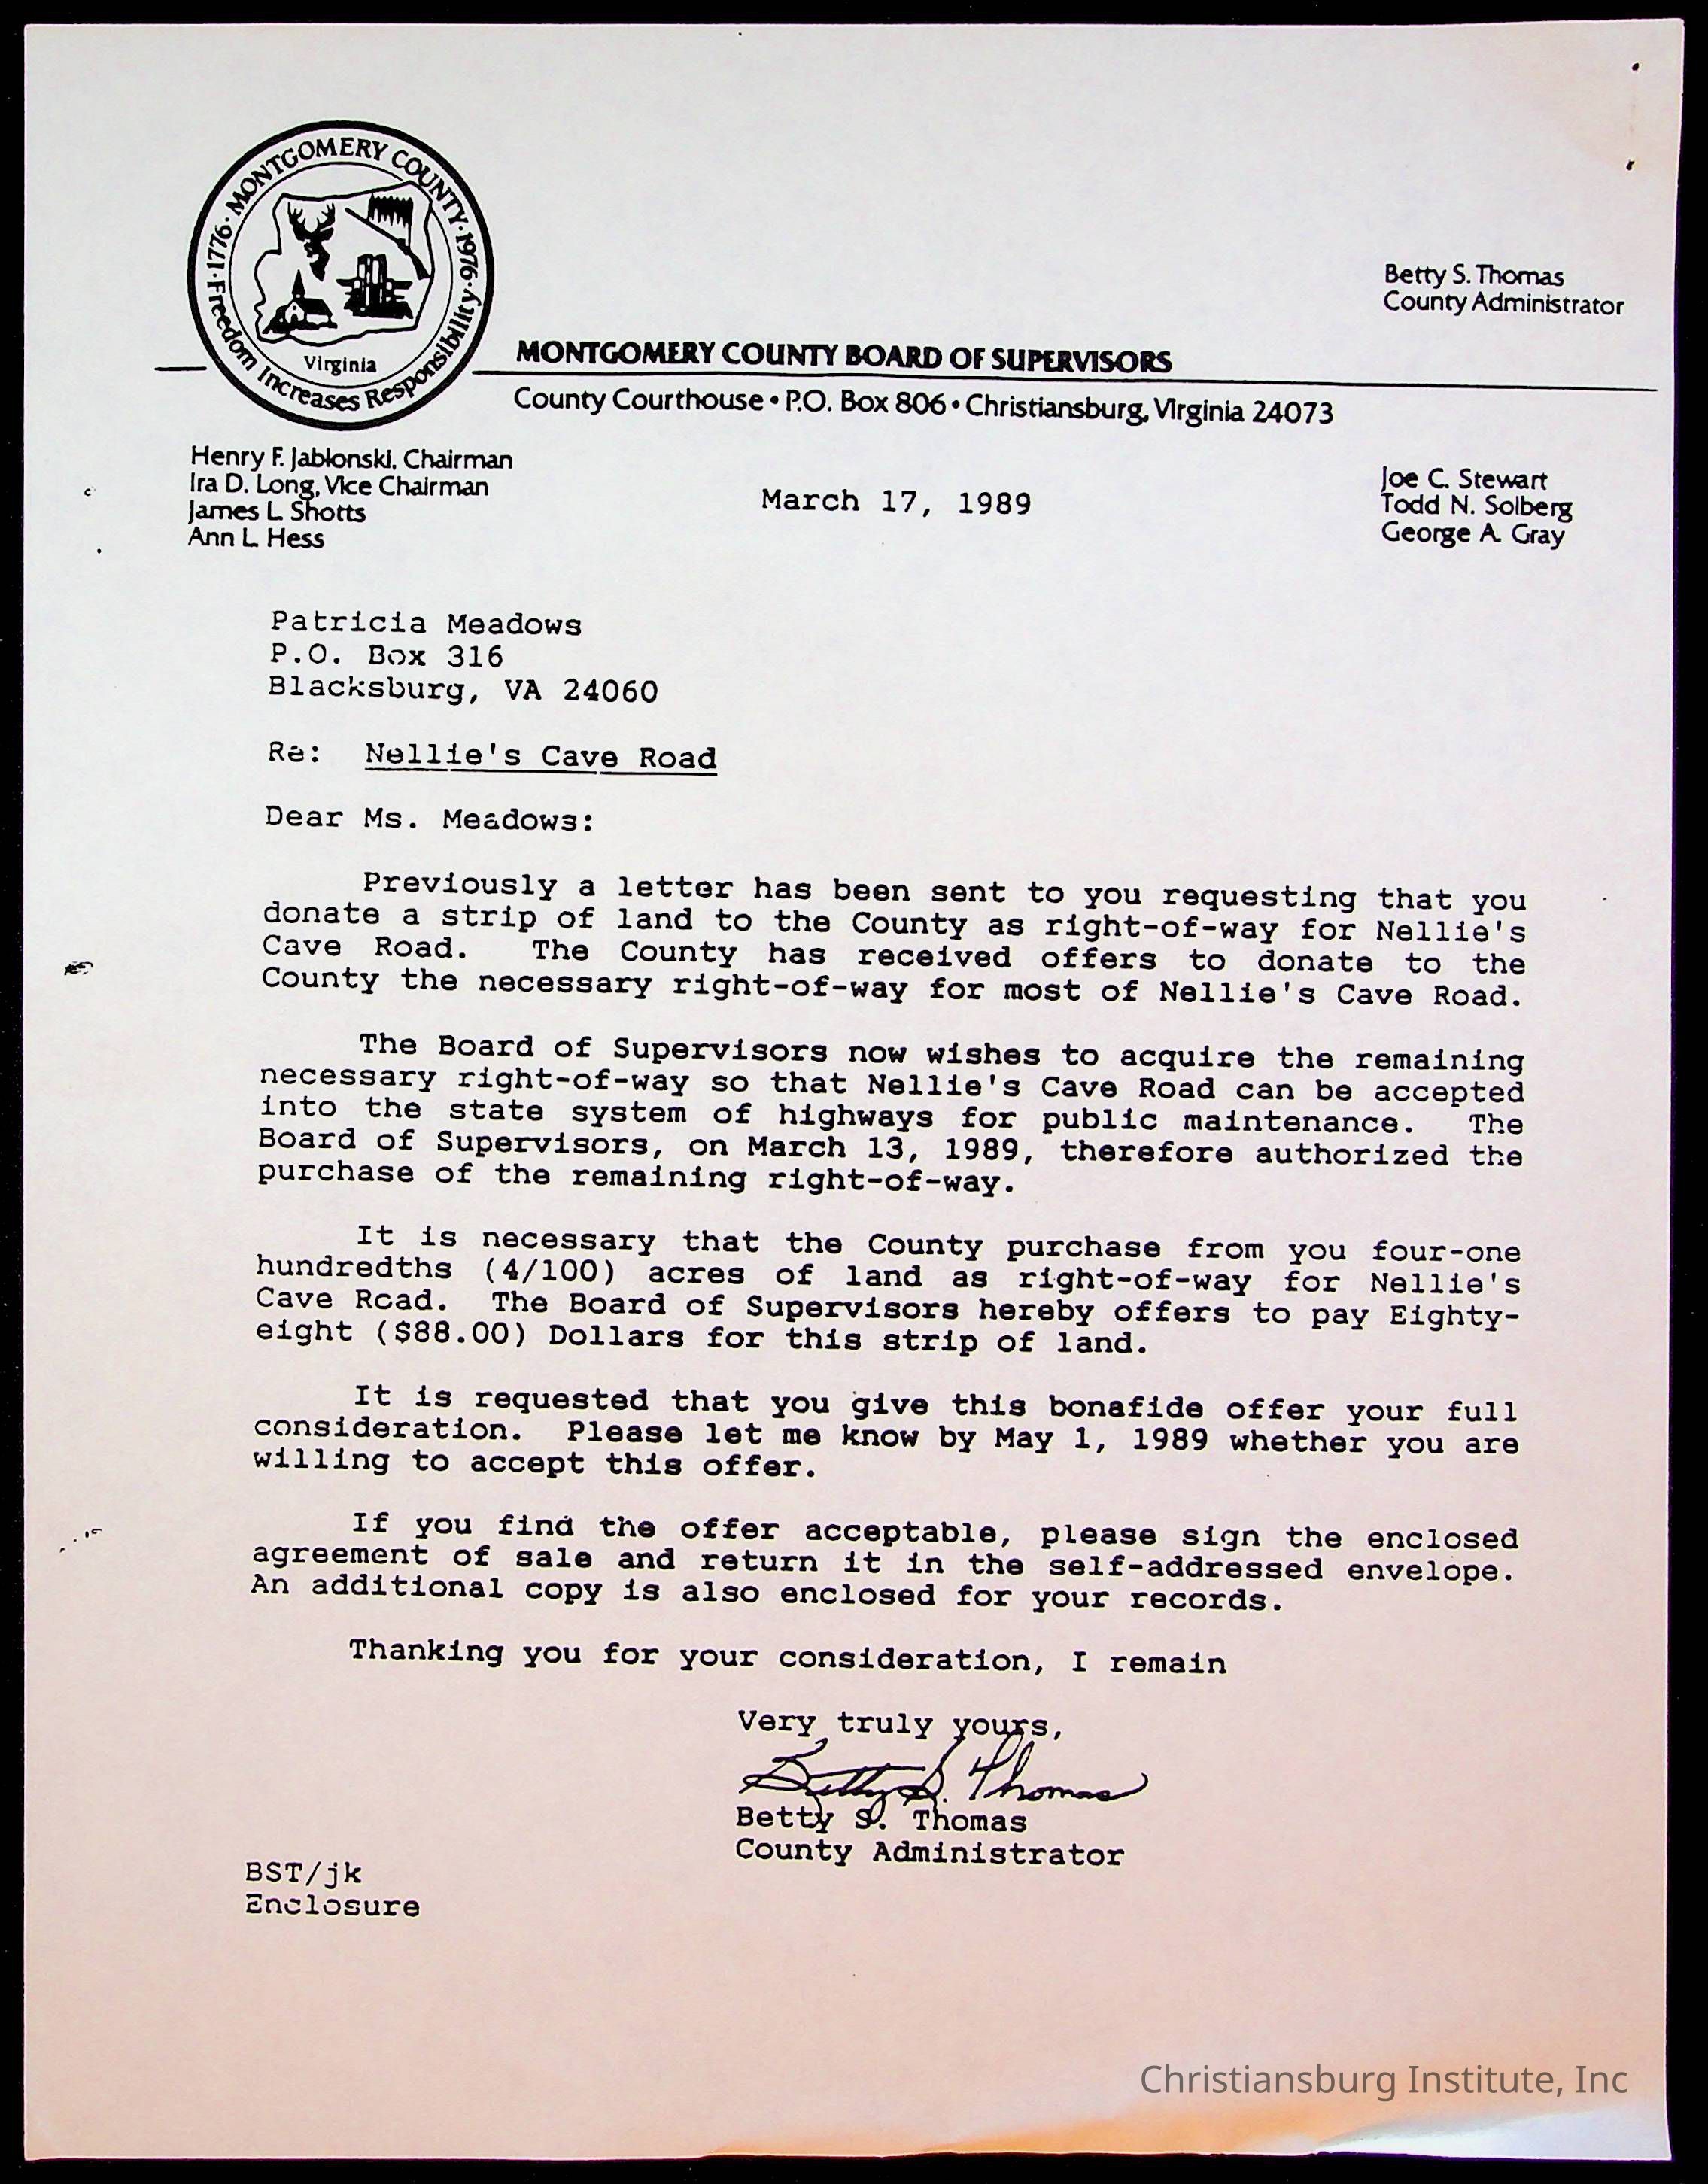 ·1776· MONTGOMERY COUNTY ·1976·
Freedom Increases Responsibility
Virginia
Betty S. Thomas
County Administrator
MONTGOMERY COUNTY BOARD OF SUPERVISORS
County Courthouse • P.O. Box 806 • Christiansburg, Virginia 24073
Henry F. Jablonski, Chairman
Ira D. Long, Vice Chairman
James L. Shotts
Ann L. Hess
Joe C. Stewart
Todd N. Solberg
George A. Gray
March 17, 1989
Patricia Meadows
P.O. Box 316
Blacksburg, VA 24060
Re: Nellie's Cave Road
Dear Ms. Meadows:
Previously a letter has been sent to you requesting that you
donate a strip of land to the County as right-of-way for Nellie's
Cave Road. The County has received offers to donate to the
County the necessary right-of-way for most of Nellie's Cave Road.
The Board of Supervisors now wishes to acquire the remaining
necessary right-of-way so that Nellie's Cave Road can be accepted
into the state system of highways for public maintenance. The
Board of Supervisors, on March 13, 1989, therefore authorized the
purchase of the remaining right-of-way.
It is necessary that the County purchase from you four-one
hundredths (4/100) acres of land as right-of-way for Nellie's
Cave Road. The Board of Supervisors hereby offers to pay Eighty-
eight ($88.00) Dollars for this strip of land.
It is requested that you give this bonafide offer your full
consideration. Please let me know by May 1, 1989 whether you are
willing to accept this offer.
If you find the offer acceptable, please sign the enclosed
agreement of sale and return it in the self-addressed envelope.
An additional copy is also enclosed for your records.
Thanking you for your consideration, I remain
Very truly yours,
Betty S. Thomas
Betty S. Thomas
County Administrator
BST/jk
Enclosure
Christiansburg Institute, Inc